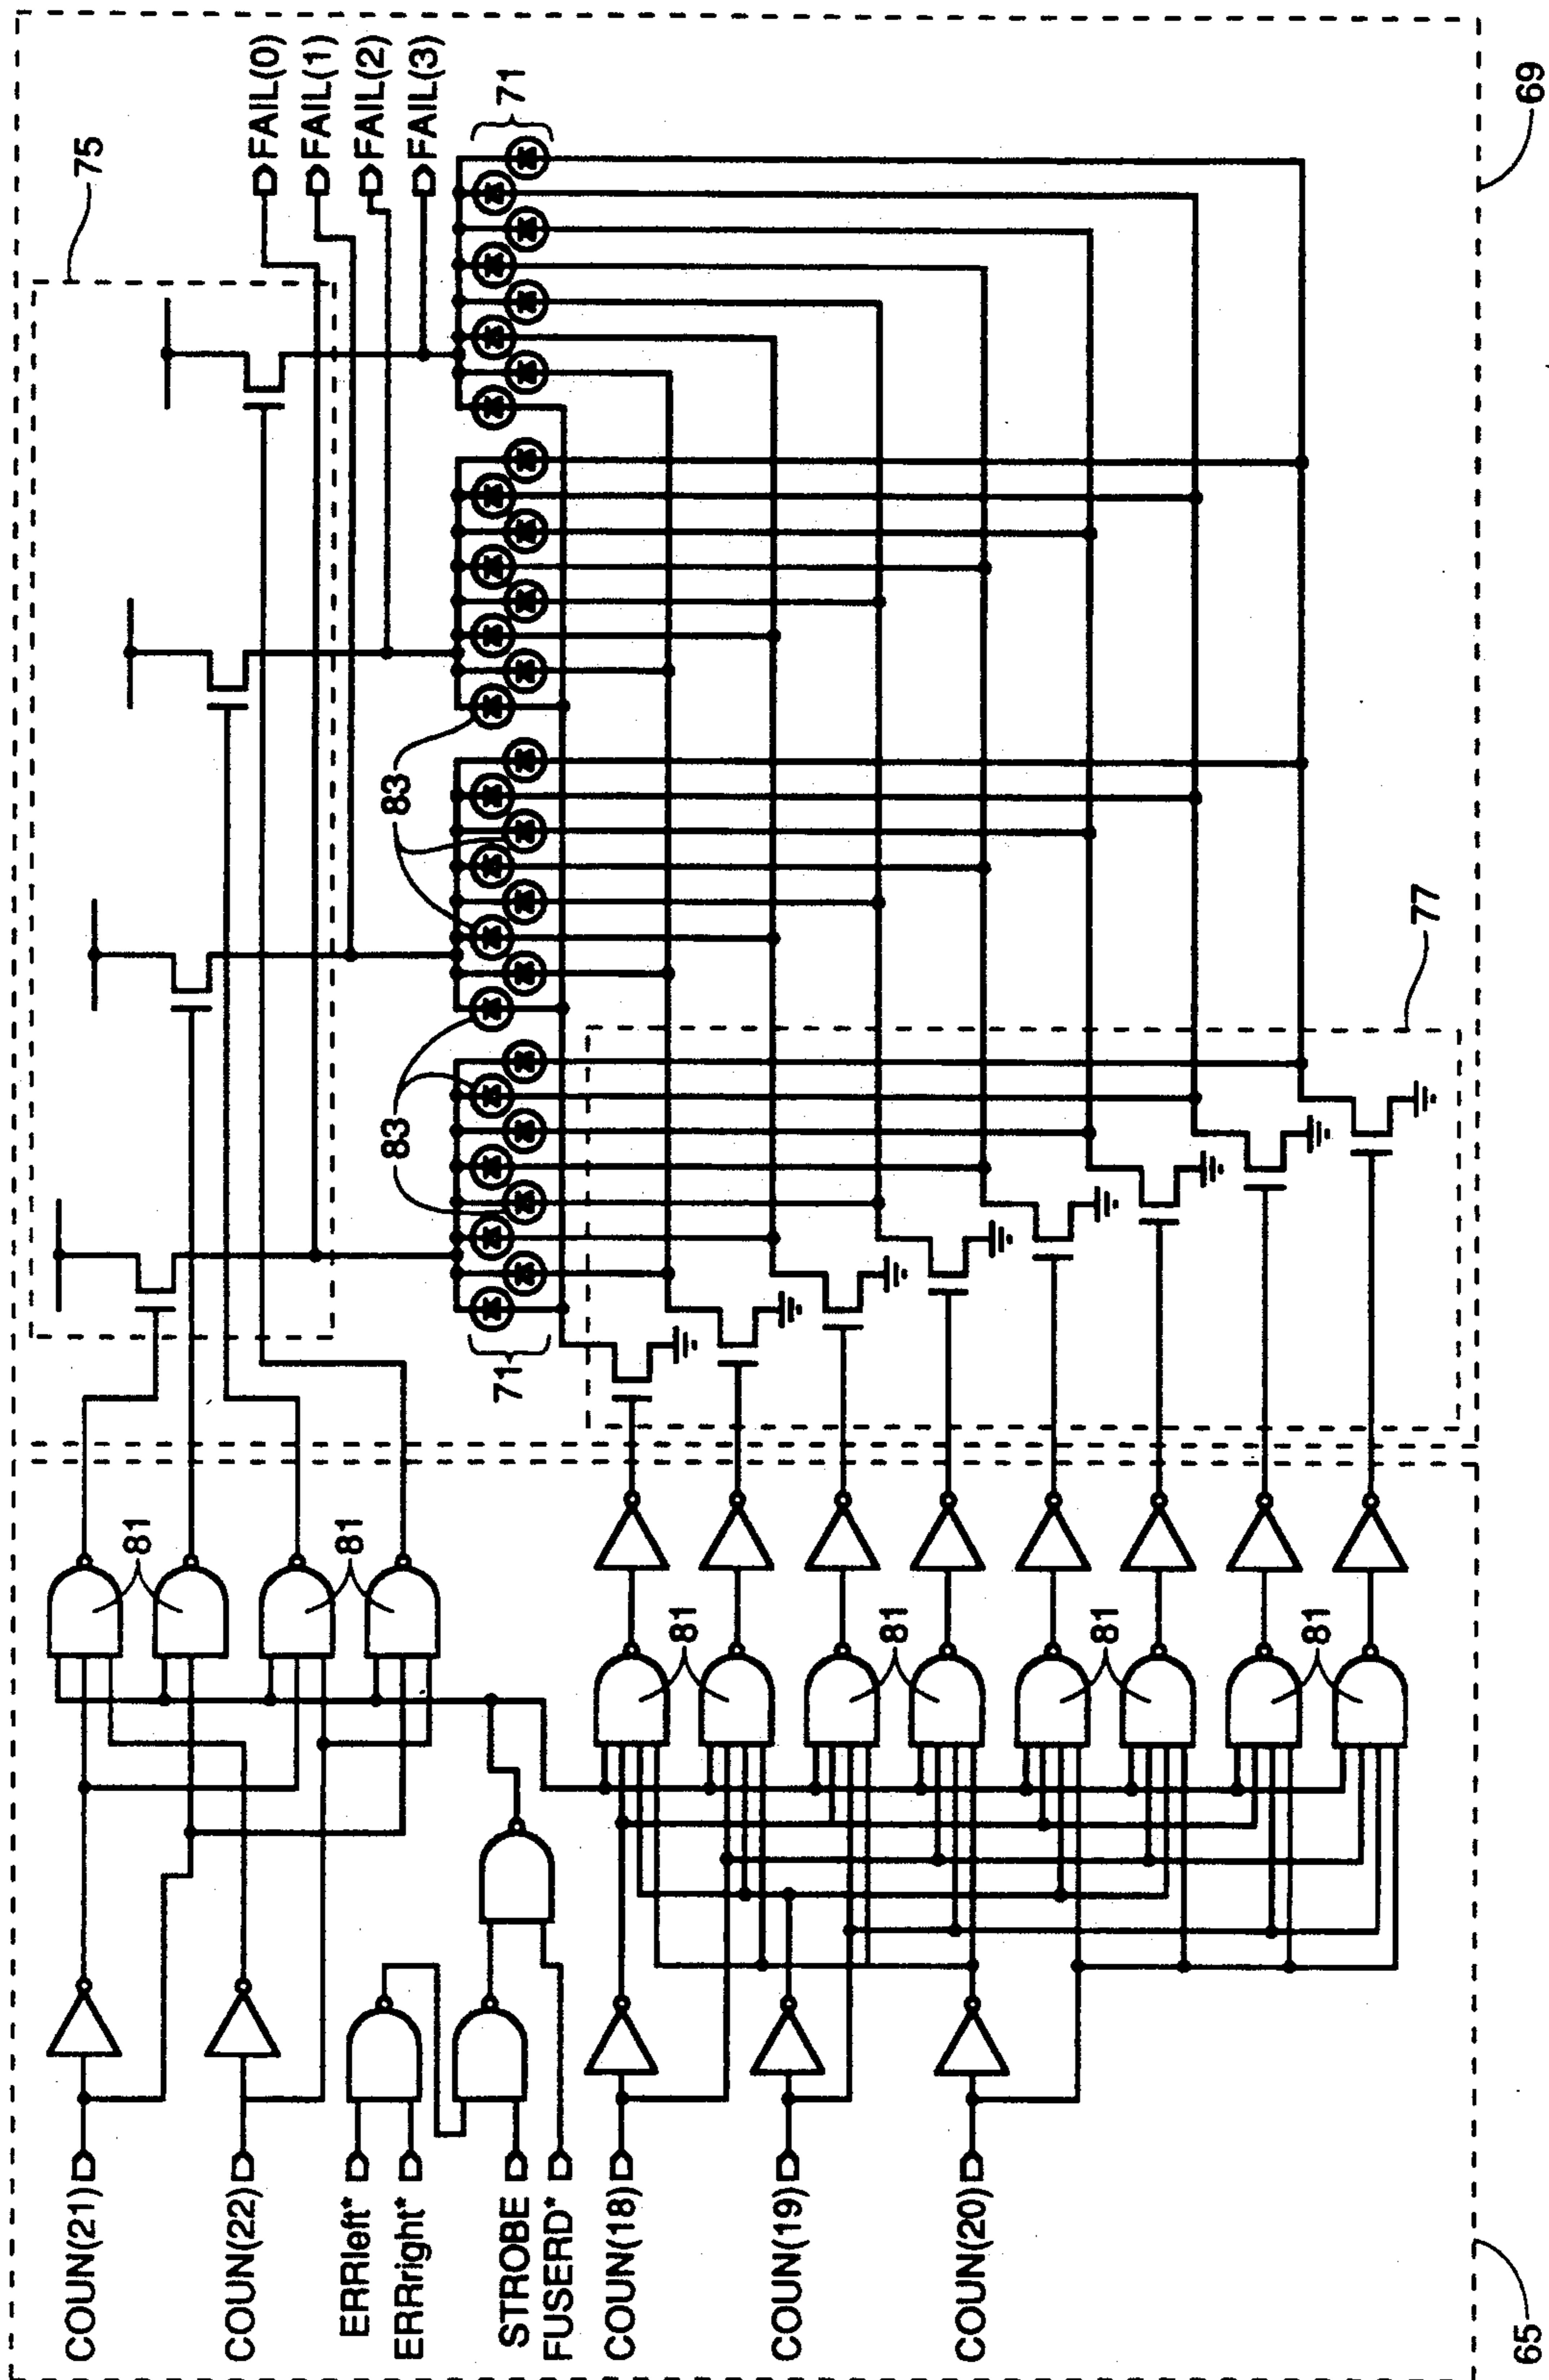 COUN(21)
COUN(22)
ERRleft*
ERRright*
STROBE
FUSERD*
COUN(18)
COUN(19)
COUN(20)
65
81
81
81
81
81
81
75
FAIL(0)
FAIL(1)
FAIL(2)
FAIL(3)
71
83
83
71
77
69